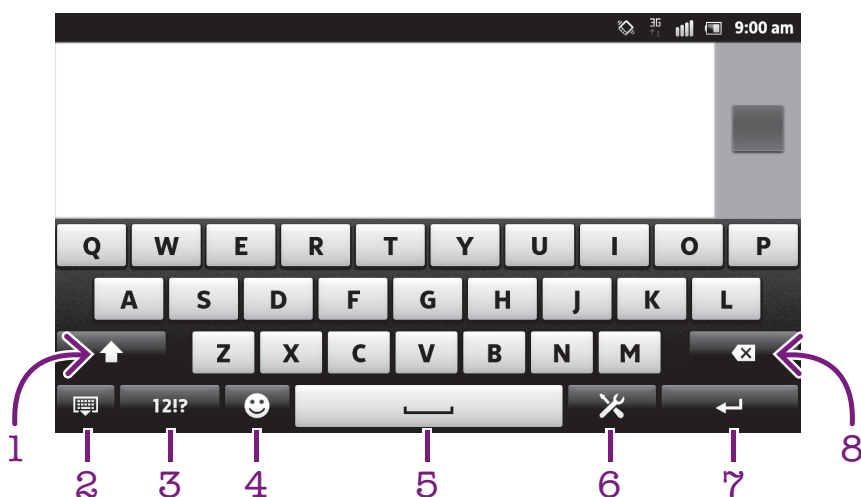 3G 9:00 am
Q W E R T Y U I O P
A S D F G H J K L
Z X C V B N M
12!?
1 8
2 3 4 5 6 7